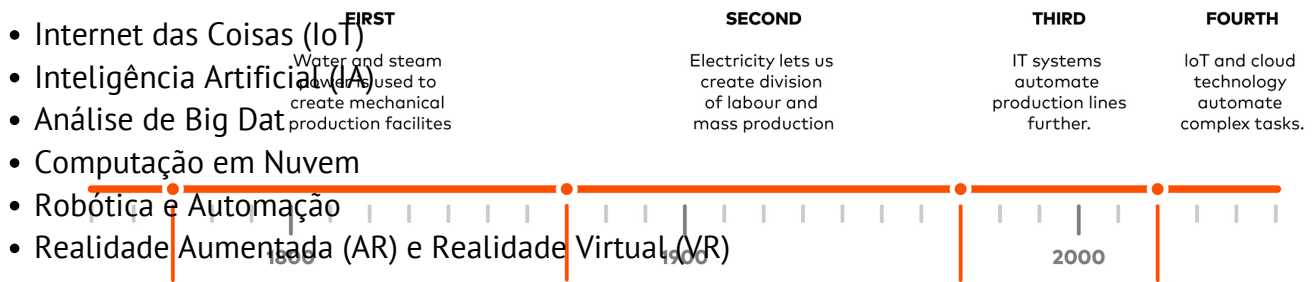 • Internet das Coisas (IoT)
• Inteligência Artificial (IA)
• Análise de Big Dat
• Computação em Nuvem
• Robótica e Automação
• Realidade Aumentada (AR) e Realidade Virtual (VR)
FIRST
Water and steam
power is used to
create mechanical
production facilites
SECOND
Electricity lets us
create division
of labour and
mass production
THIRD
IT systems
automate
production lines
further.
FOURTH
IoT and cloud
technology
automate
complex tasks.
1800
1900
2000